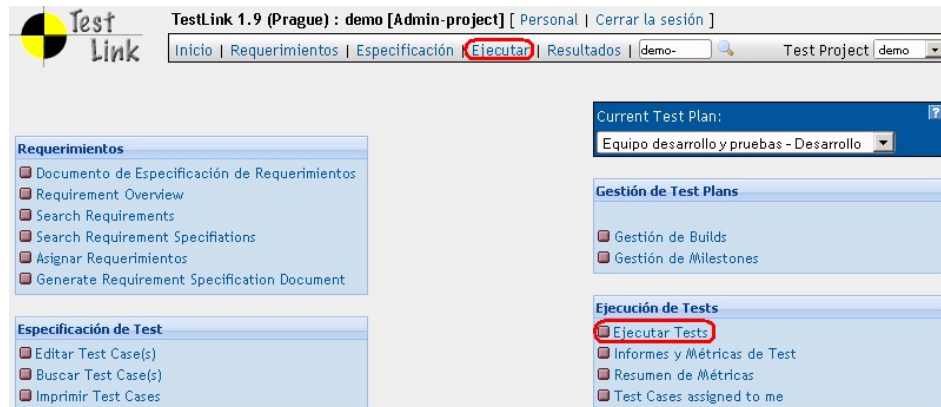 Test Link
TestLink 1.9 (Prague) : demo [Admin-project] [ Personal | Cerrar la sesión ]
Inicio | Requerimientos | Especificación | Ejecutar | Resultados | demo- Test Project demo
Current Test Plan: ?
Equipo desarrollo y pruebas - Desarrollo
Requerimientos
Documento de Especificación de Requerimientos
Requirement Overview
Search Requirements
Search Requirement Specifiations
Asignar Requerimientos
Generate Requirement Specification Document
Especificación de Test
Editar Test Case(s)
Buscar Test Case(s)
Imprimir Test Cases
Gestión de Test Plans
Gestión de Builds
Gestión de Milestones
Ejecución de Tests
Ejecutar Tests
Informes y Métricas de Test
Resumen de Métricas
Test Cases assigned to me